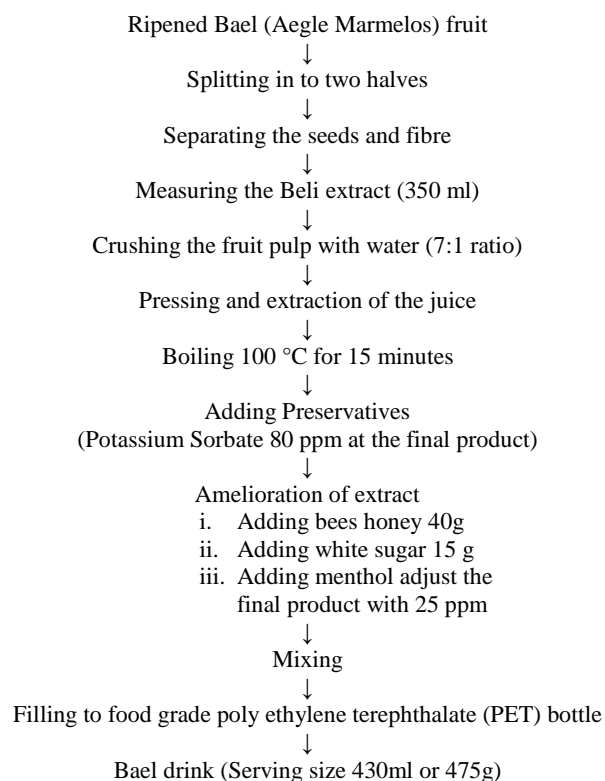 Ripened Bael (Aegle Marmelos) fruit
↓
Splitting in to two halves
↓
Separating the seeds and fibre
↓
Measuring the Beli extract (350 ml)
↓
Crushing the fruit pulp with water (7:1 ratio)
↓
Pressing and extraction of the juice
↓
Boiling 100 °C for 15 minutes
↓
Adding Preservatives
(Potassium Sorbate 80 ppm at the final product)
↓
Amelioration of extract
i. Adding bees honey 40g
ii. Adding white sugar 15 g
iii. Adding menthol adjust the
final product with 25 ppm
↓
Mixing
↓
Filling to food grade poly ethylene terephthalate (PET) bottle
↓
Bael drink (Serving size 430ml or 475g)